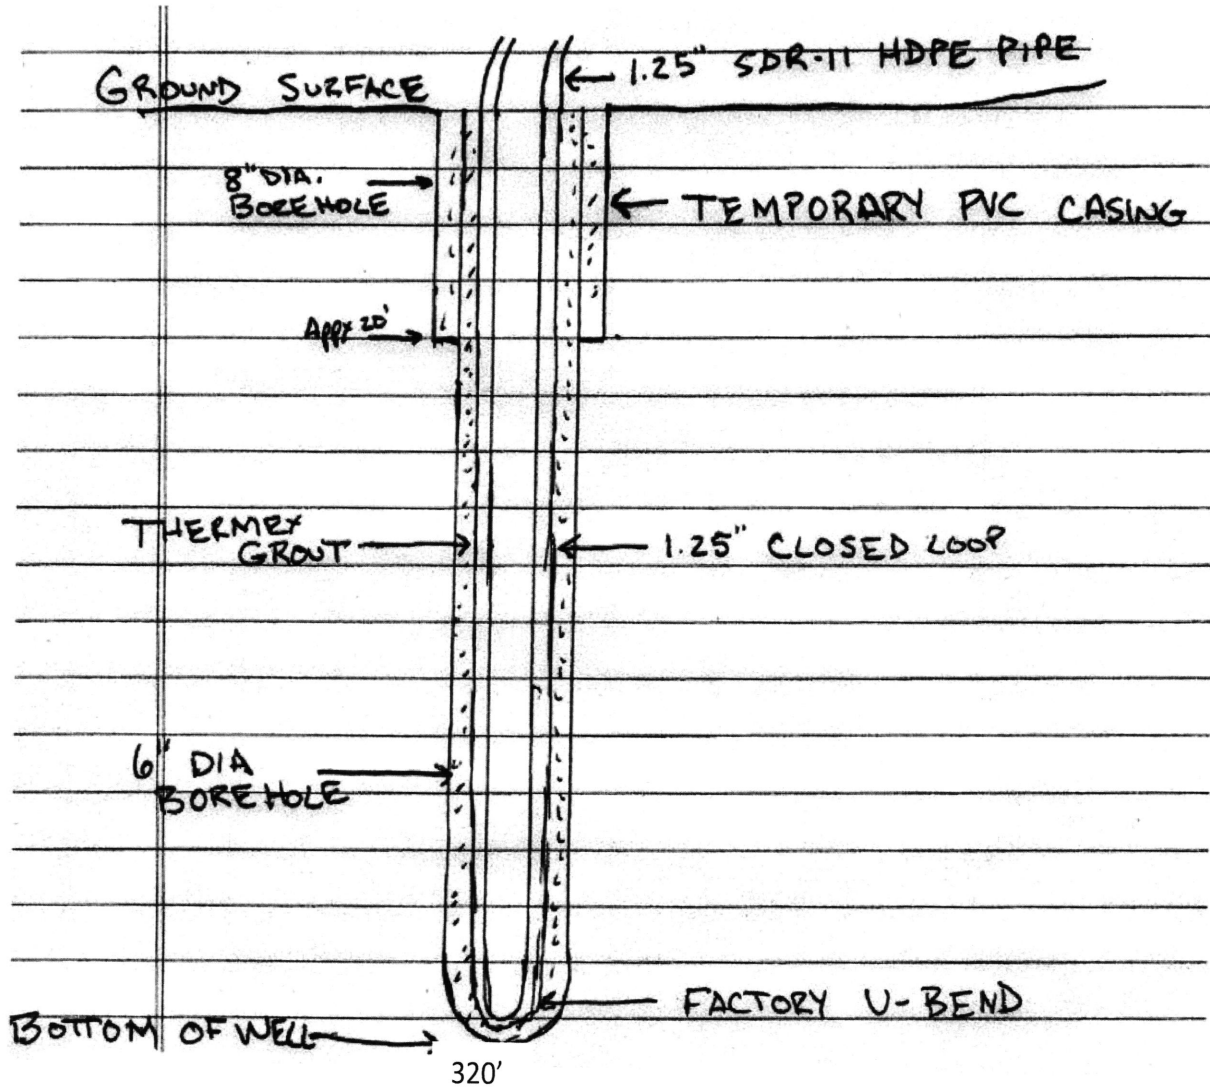 1.25" SDR-11 HDPE PIPE
GROUND SURFACE
8" DIA.
BOREHOLE
TEMPORARY PVC CASING
Appx 20'
THERMEX
GROUT
1.25" CLOSED LOOP
6" DIA
BOREHOLE
FACTORY U-BEND
BOTTOM OF WELL
320'